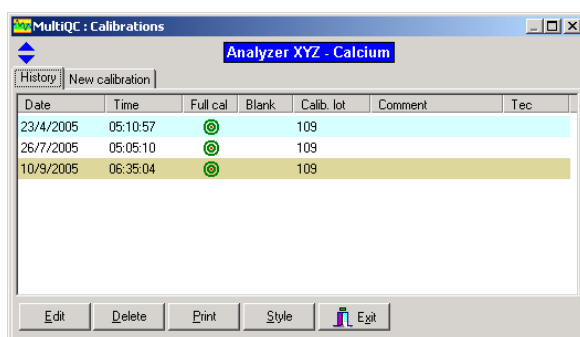 MultiQC : Calibrations
Analyzer XYZ - Calcium
History New calibration
Date Time Full cal Blank Calib. lot Comment Tec
23/4/2005 05:10:57 109
26/7/2005 05:05:10 109
10/9/2005 06:35:04 109
Edit Delete Print Style Exit